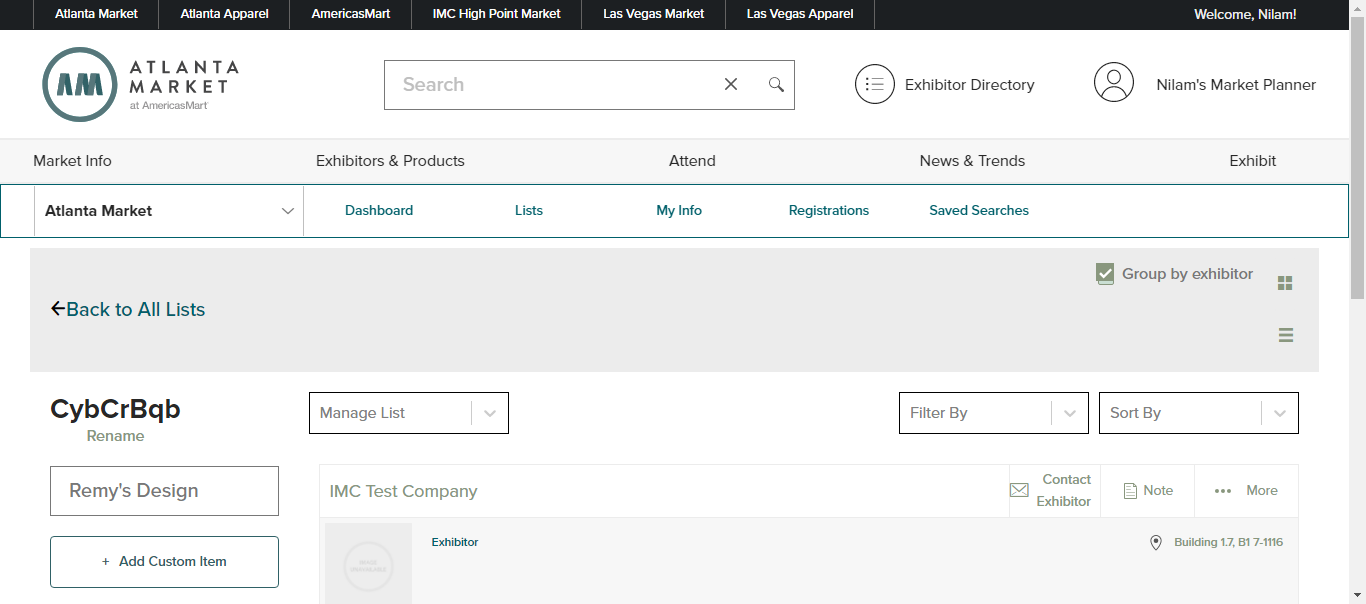 Atlanta Market Atlanta Apparel AmericasMart IMC High Point Market Las Vegas Market Las Vegas Apparel Welcome, Nilam!
AM
ATLANTA
MARKET
at AmericasMart
Search
Exhibitor Directory
Nilam's Market Planner
Market Info Exhibitors & Products Attend News & Trends Exhibit
Atlanta Market Dashboard Lists My Info Registrations Saved Searches
Group by exhibitor
Back to All Lists
CybCrBqb
Rename
Manage List
Filter By
Sort By
Remy's Design
+ Add Custom Item
IMC Test Company
Contact
Exhibitor
Note
More
Exhibitor
Building 1.7, B1 7-1116
IMAGE
UNAVAILABLE